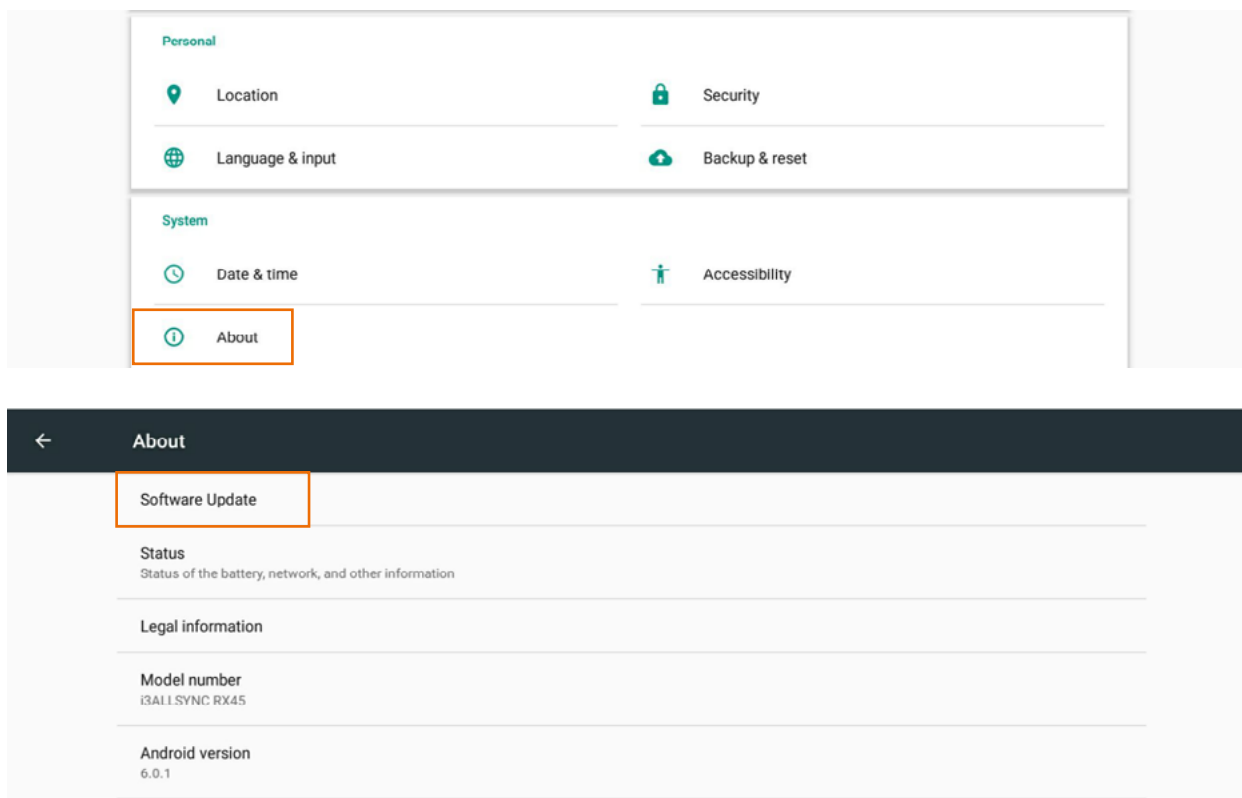 Personal
Location
Security
Language & input
Backup & reset
System
Date & time
Accessibility
About
About
Software Update
Status
Status of the battery, network, and other information
Legal information
Model number
i3ALLSYNC RX45
Android version
6.0.1